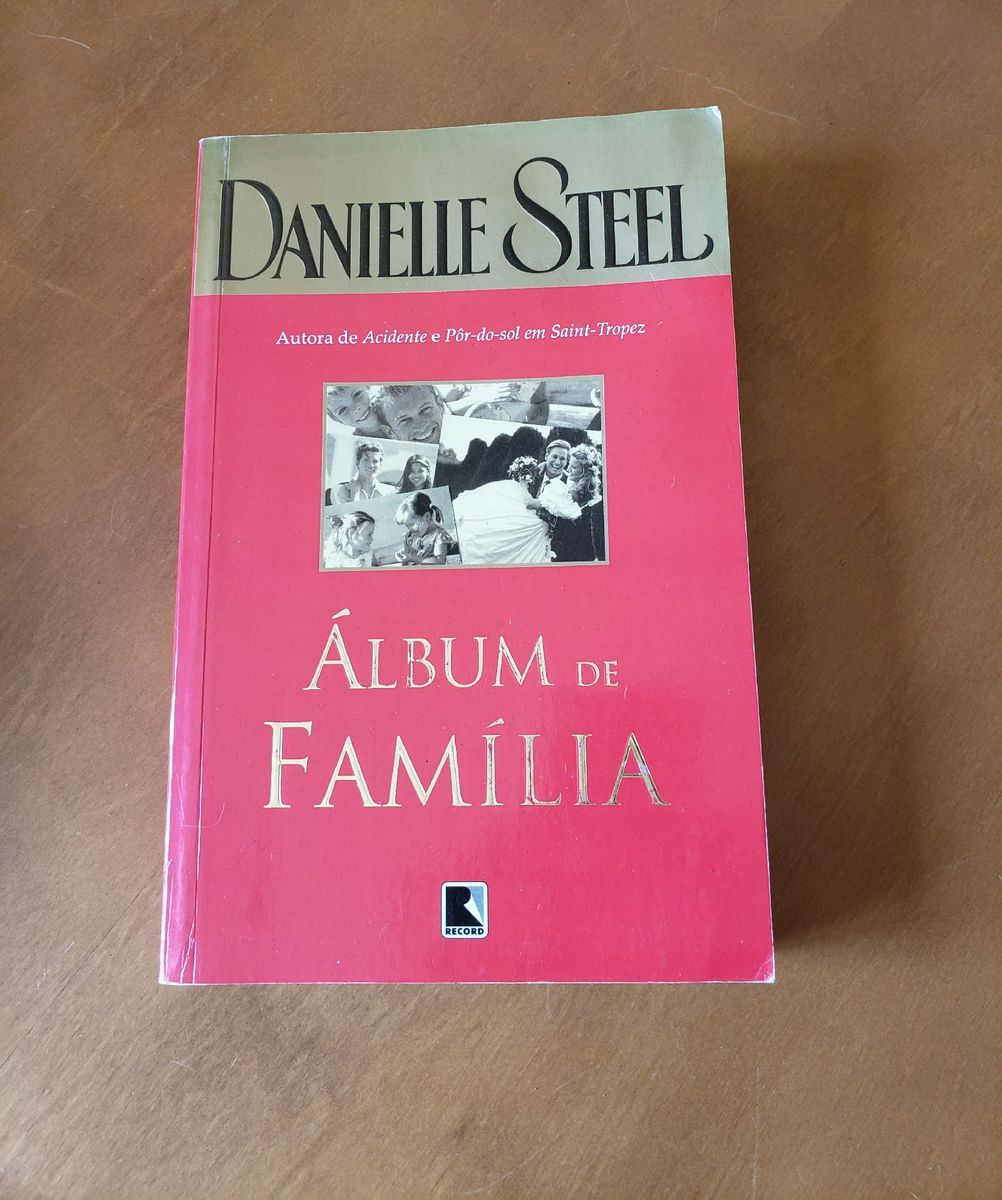 DANIELLE STEEL
Autora de Acidente e Pôr-do-sol em Saint-Tropez
ÁLBUM DE
FAMÍLIA
R
RECORD